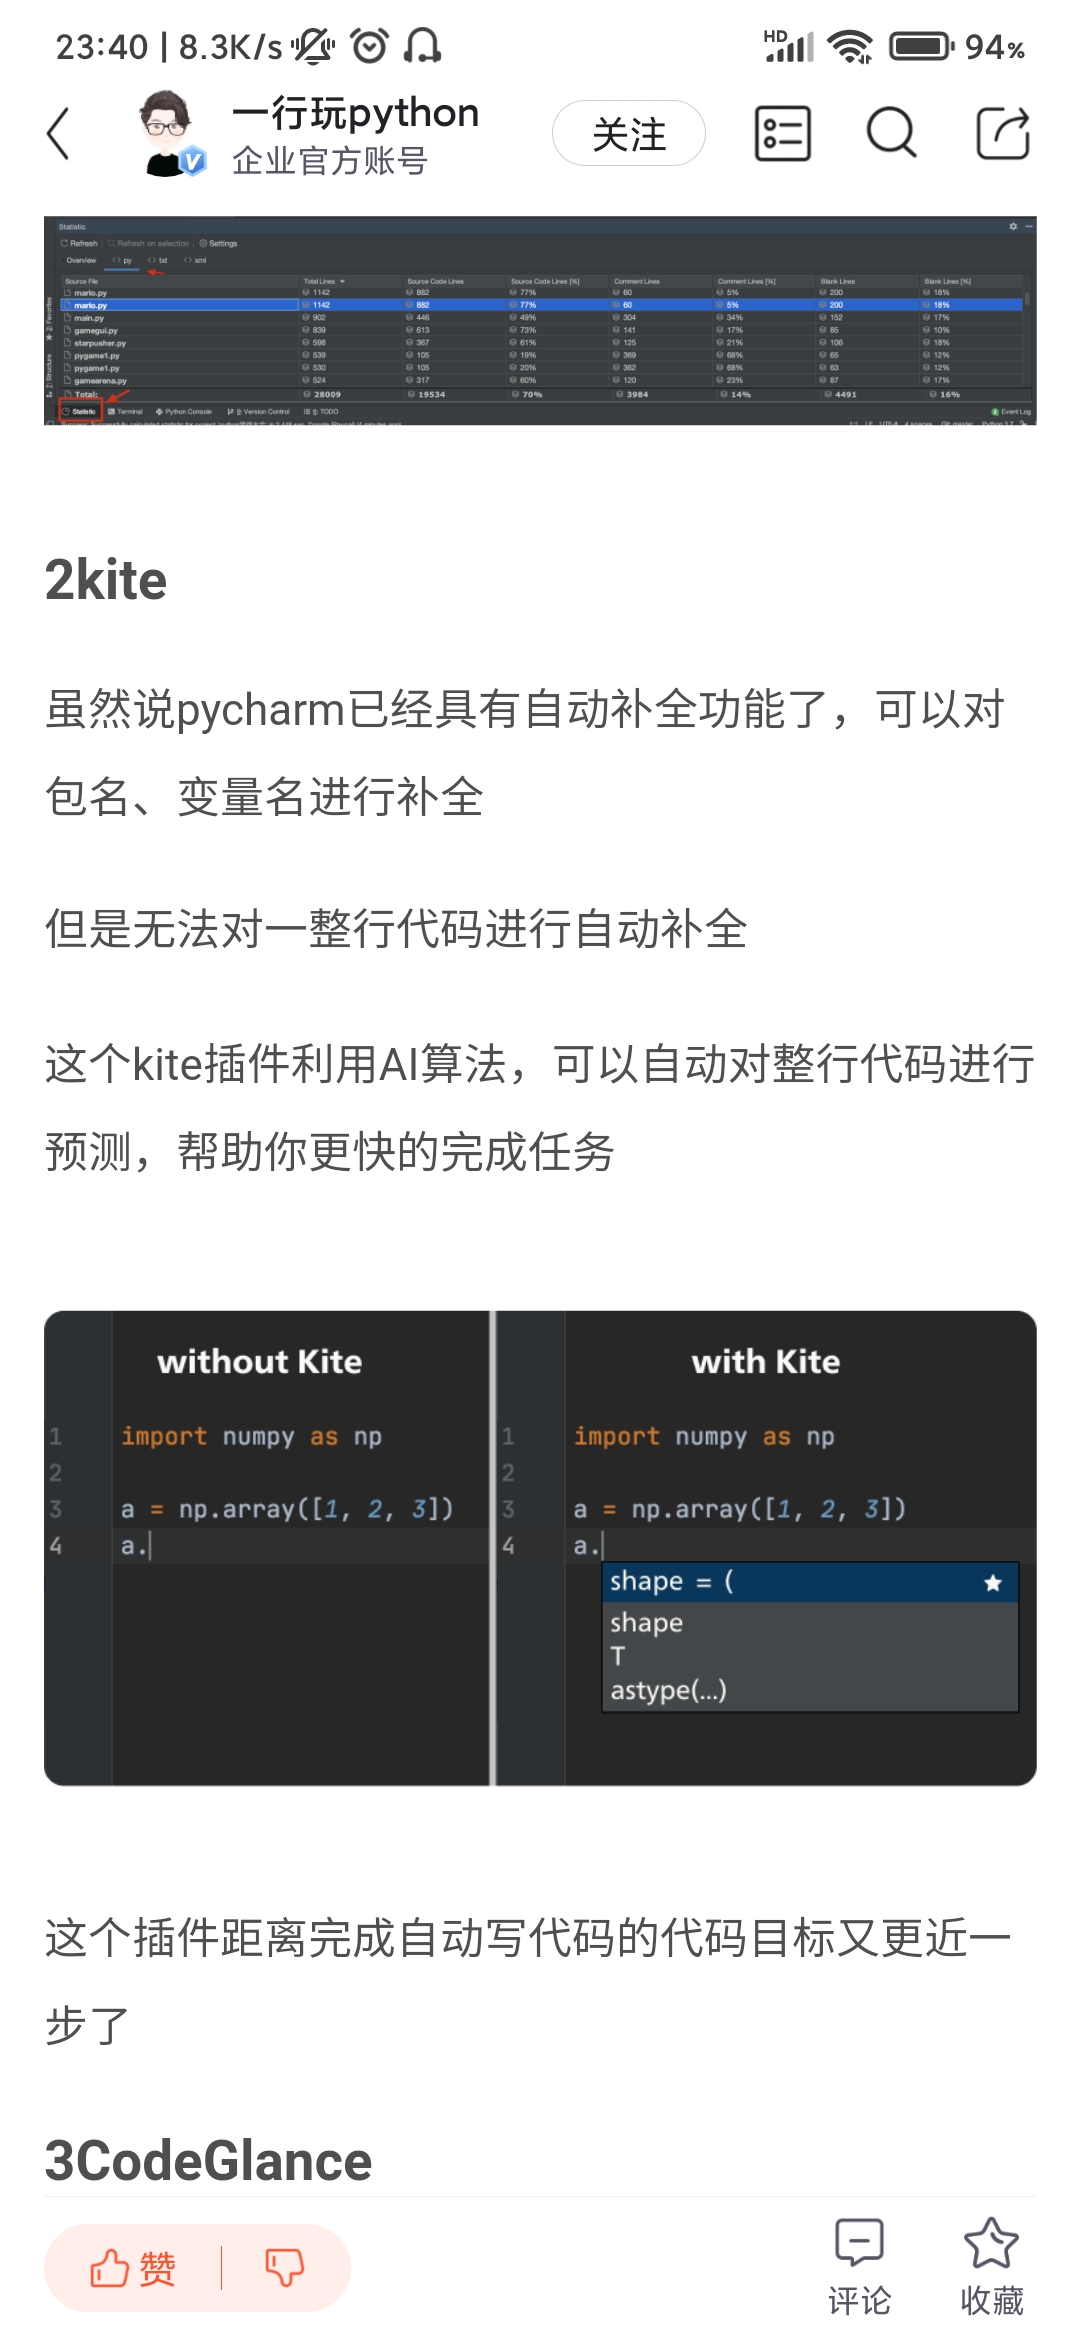 23:40 | 8.3K/s
HD
94%
一行玩python
企业官方账号
关注
Statistic
Refresh Refresh on selection Settings
Overview py txt xml
Source File Total Lines Source Code Lines Source Code Lines [%] Comment Lines Comment Lines [%] Blank Lines Blank Lines [%]
mario.py 1142 882 77% 60 5% 200 18%
mario.py 1142 882 77% 60 5% 200 18%
main.py 902 446 49% 304 34% 152 17%
gamegui.py 839 613 73% 141 17% 85 10%
starpusher.py 598 367 61% 125 21% 106 18%
pygame1.py 539 105 19% 369 68% 65 12%
pygame1.py 530 105 20% 362 68% 63 12%
gamearena.py 524 317 60% 120 23% 87 17%
Total: 28009 19534 70% 3984 14% 4491 16%
Statistic Terminal Python Console 9: Version Control 6: TODO Event Log
2: Favorites
Z: Structure
2kite
虽然说pycharm已经具有自动补全功能了，可以对
包名、变量名进行补全
但是无法对一整行代码进行自动补全
这个kite插件利用AI算法，可以自动对整行代码进行
预测，帮助你更快的完成任务
without Kite
1 import numpy as np
2
3 a = np.array([1, 2, 3])
4 a.
with Kite
1 import numpy as np
2
3 a = np.array([1, 2, 3])
4 a.
shape = (
shape
T
astype(...)
这个插件距离完成自动写代码的代码目标又更近一
步了
3CodeGlance
赞
评论
收藏